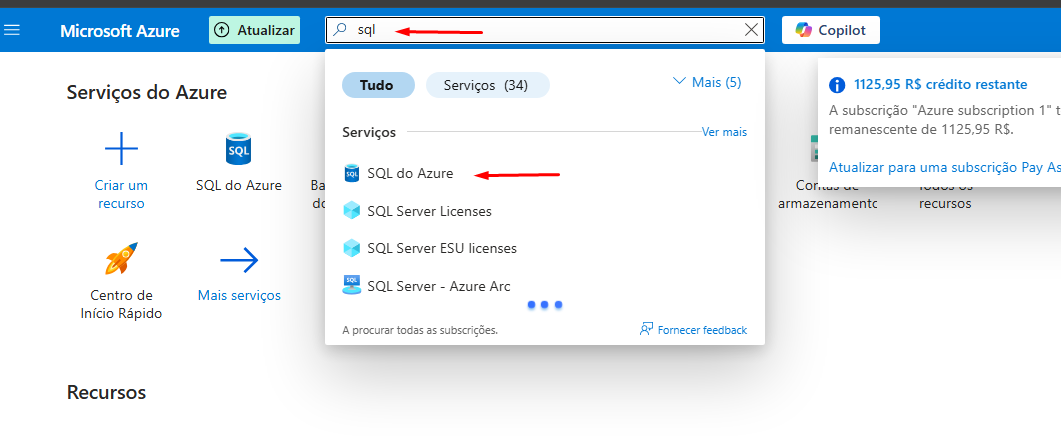 Microsoft Azure
Atualizar
sql
Copilot
Tudo
Serviços (34)
Mais (5)
Serviços
Ver mais
SQL do Azure
SQL Server Licenses
SQL Server ESU licenses
SQL Server - Azure Arc
A procurar todas as subscrições.
Fornecer feedback
1125,95 R$ crédito restante
A subscrição "Azure subscription 1" t
remanescente de 1125,95 R$.
Atualizar para uma subscrição Pay As
Serviços do Azure
Criar um
recurso
SQL
SQL do Azure
Ba
do
Contas de
armazenamento
Todos os
recursos
Centro de
Início Rápido
Mais serviços
Recursos